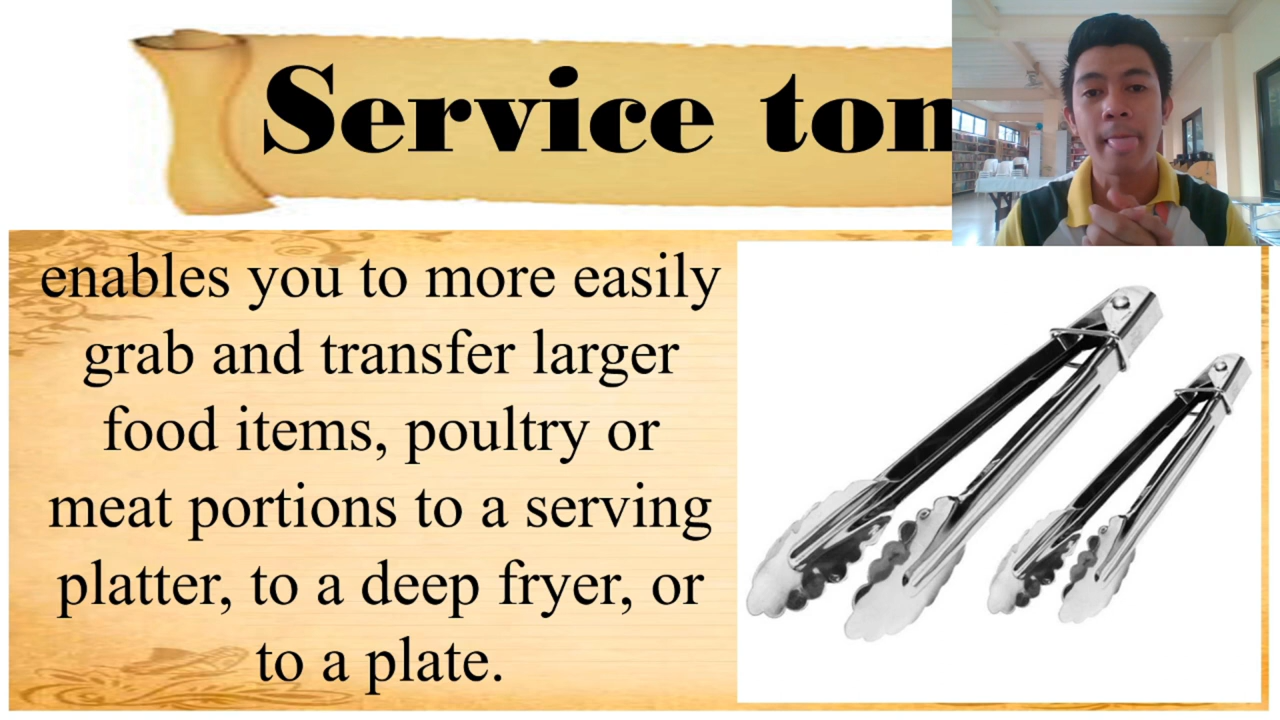 Service ton
enables you to more easily
grab and transfer larger
food items, poultry or
meat portions to a serving
platter, to a deep fryer, or
to a plate.